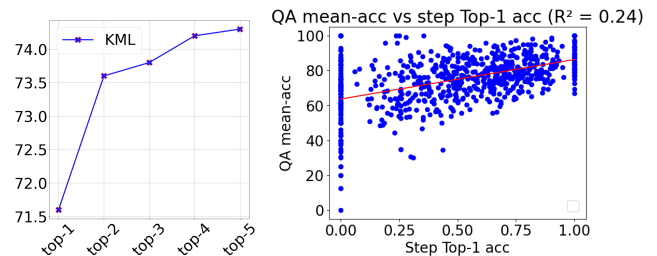 KML
74.0
73.5
73.0
72.5
72.0
71.5
top-1
top-2
top-3
top-4
top-5
QA mean-acc vs step Top-1 acc (R² = 0.24)
QA mean-acc
100
80
60
40
20
0
0.00
0.25
0.50
0.75
1.00
Step Top-1 acc